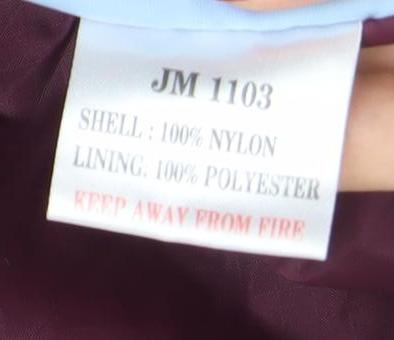 JM 1103
SHELL : 100% NYLON
LINING. 100% POLYESTER
KEEP AWAY FROM FIRE